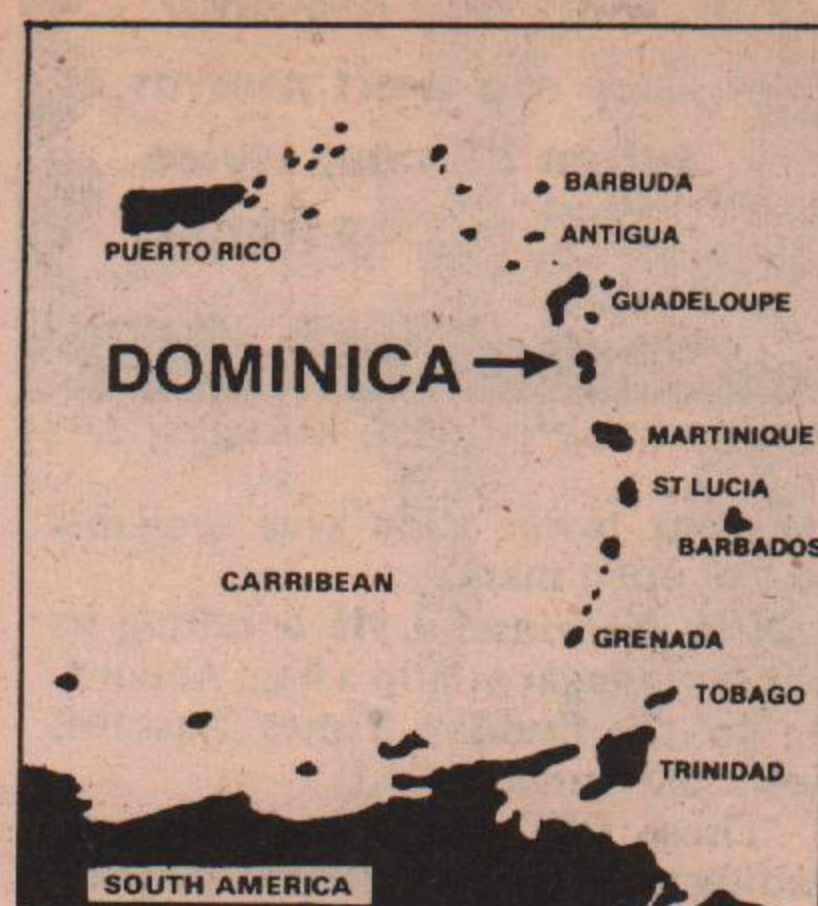 BARBUDA
ANTIGUA
PUERTO RICO
GUADELOUPE
DOMINICA
MARTINIQUE
ST LUCIA
BARBADOS
CARRIBEAN
GRENADA
TOBAGO
TRINIDAD
SOUTH AMERICA